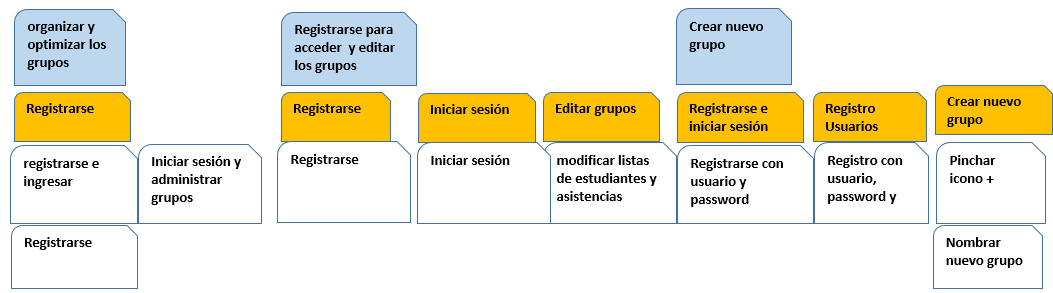 organizar y
optimizar los
grupos
Registrarse para
acceder y editar
los grupos
Crear nuevo
grupo
Registrarse
Registrarse
Iniciar sesión
Editar grupos
Registrarse e
iniciar sesión
Registro
Usuarios
Crear nuevo
grupo
registrarse e
ingresar
Iniciar sesión y
administrar
grupos
Registrarse
Iniciar sesión
modificar listas
de estudiantes y
asistencias
Registrarse con
usuario y
password
Registro con
usuario,
password y
Pinchar
icono +
Registrarse
Nombrar
nuevo grupo